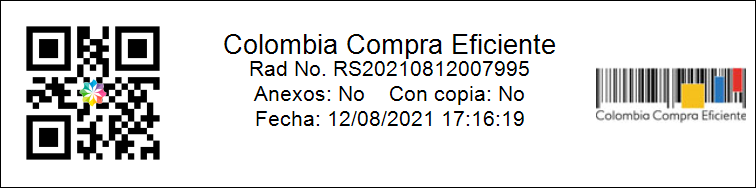 Colombia Compra Eficiente
Rad No. RS20210812007995
Anexos: No    Con copia: No
Fecha: 12/08/2021 17:16:19
Colombia Compra Eficiente